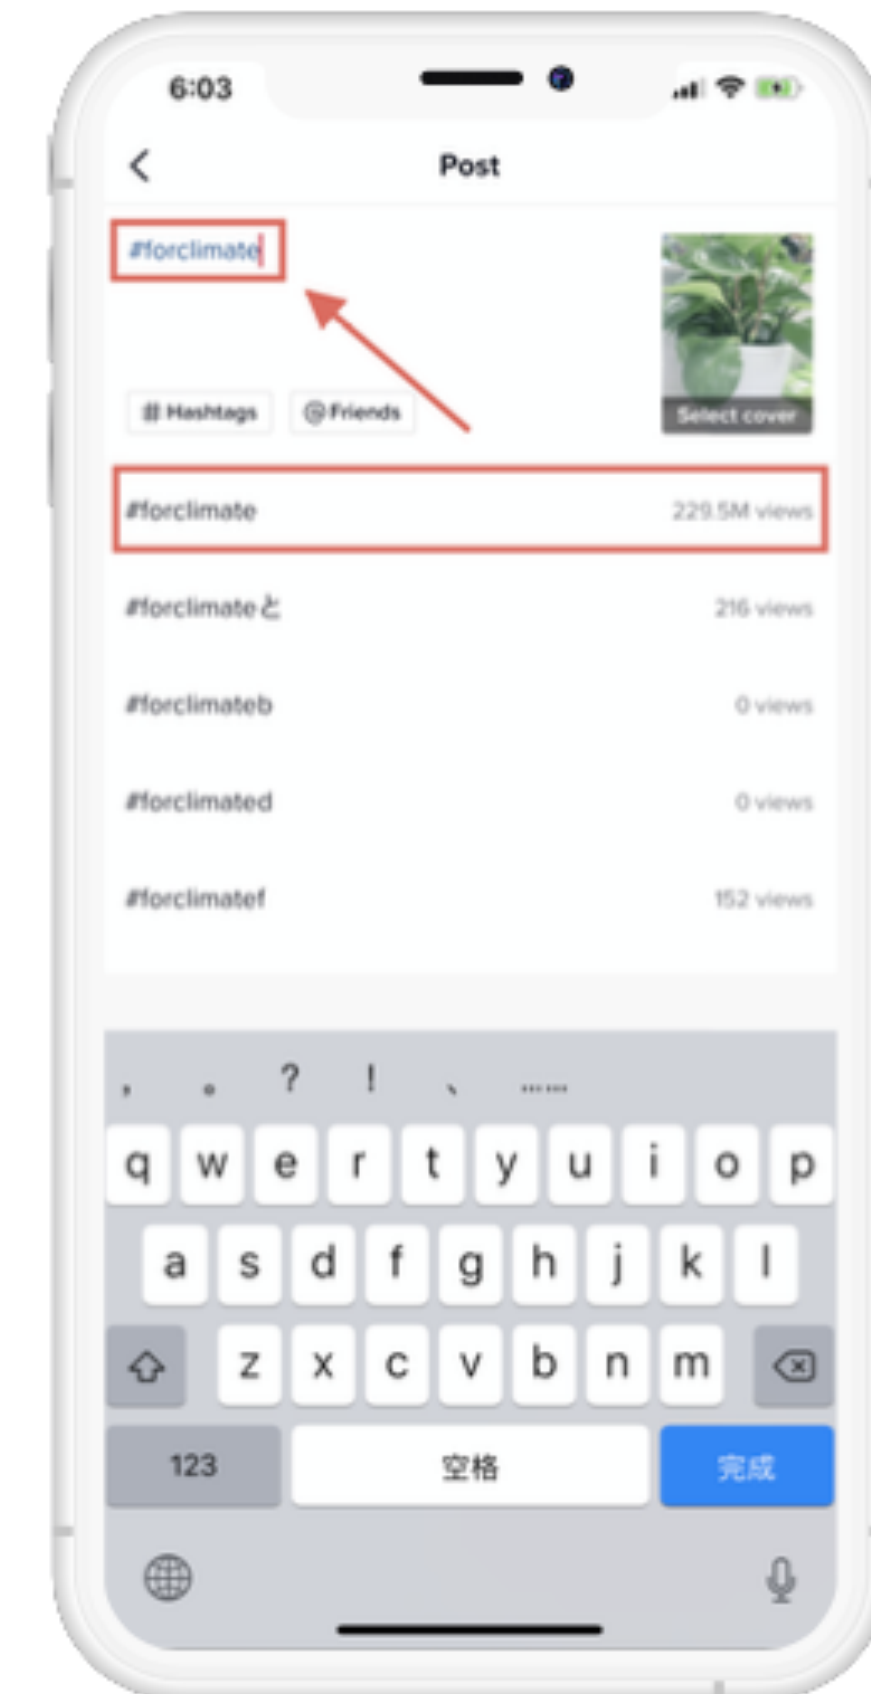 6:03
Post
#forclimate
Select cover
# Hashtags
@ Friends
#forclimate 229.5M views
#forclimateと 216 views
#forclimateb 0 views
#forclimated 0 views
#forclimatef 152 views
， 。 ? ! 、 ……
q w e r t y u i o p
a s d f g h j k l
z x c v b n m
123 空格 完成